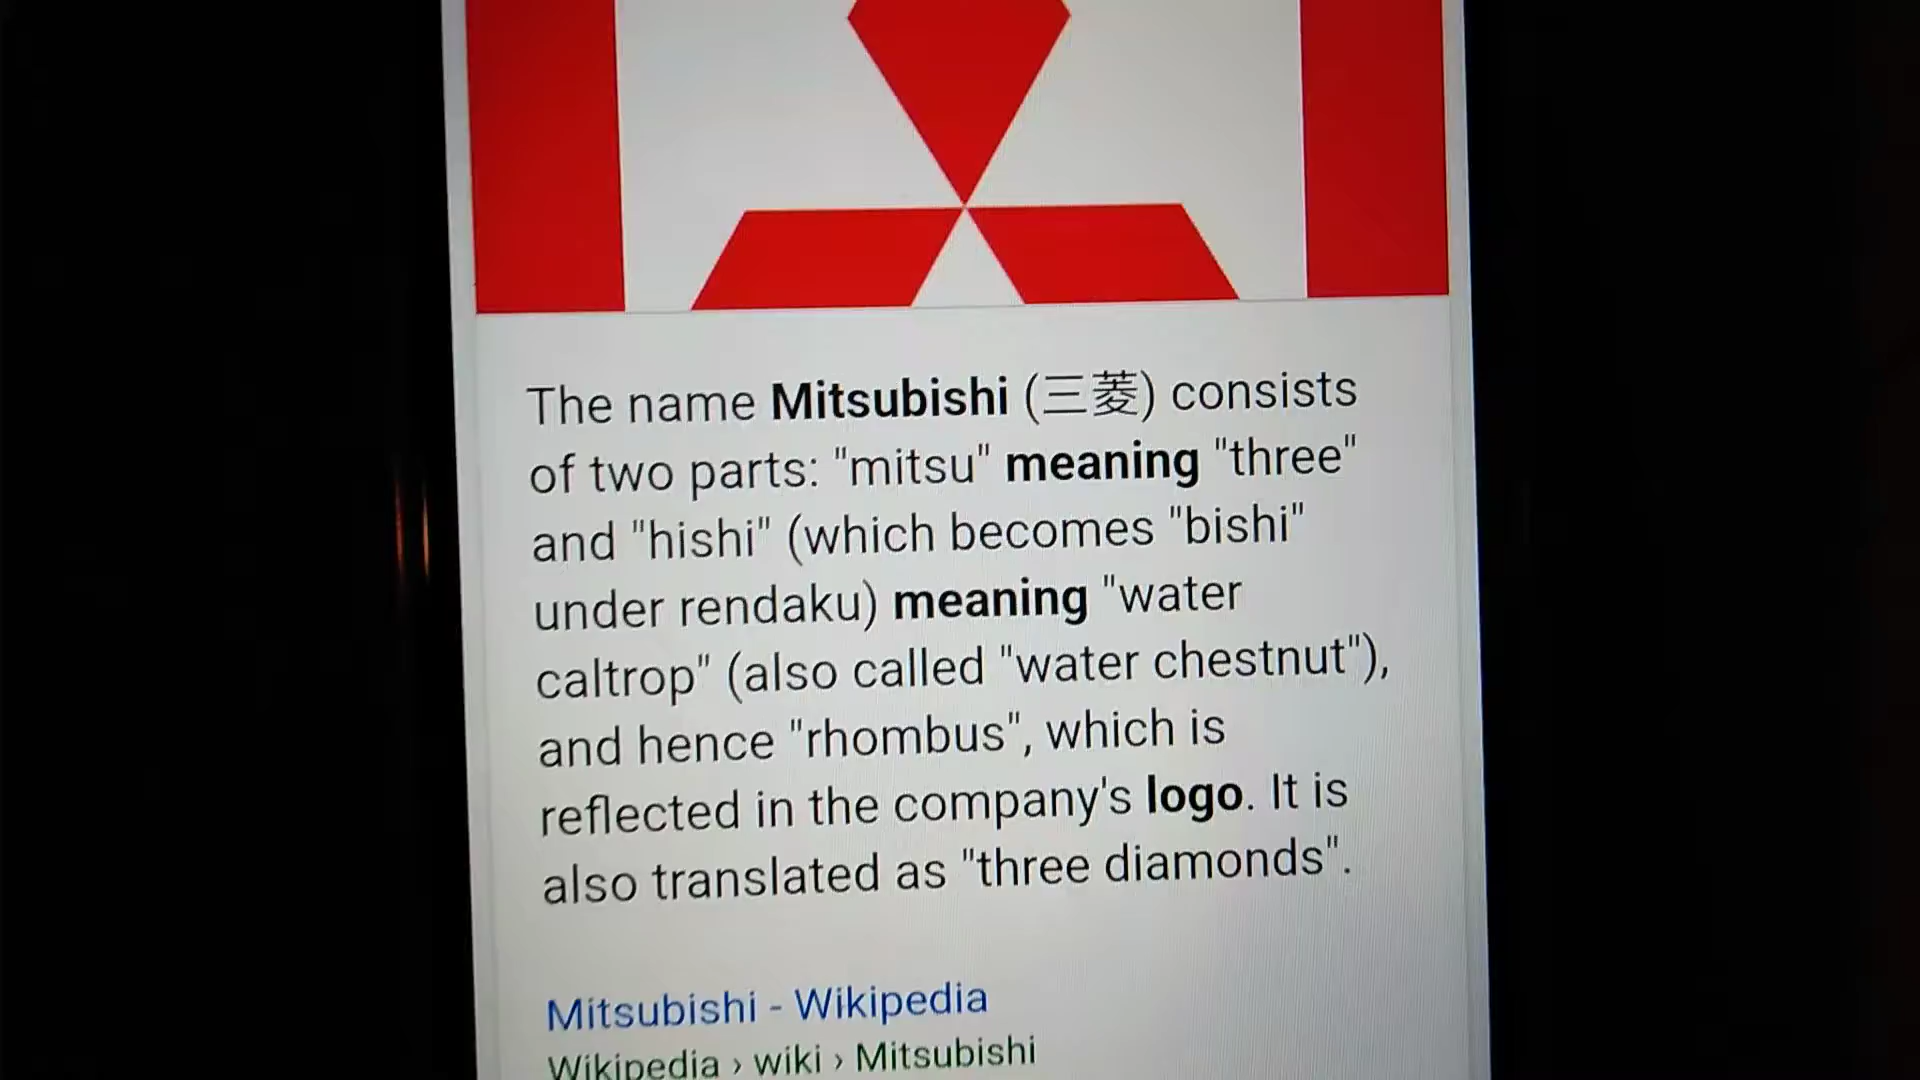 The name Mitsubishi (三菱) consists
of two parts: "mitsu" meaning "three"
and "hishi" (which becomes "bishi"
under rendaku) meaning "water
caltrop" (also called "water chestnut"),
and hence "rhombus", which is
reflected in the company's logo. It is
also translated as "three diamonds".
Mitsubishi - Wikipedia
Wikipedia › wiki › Mitsubishi